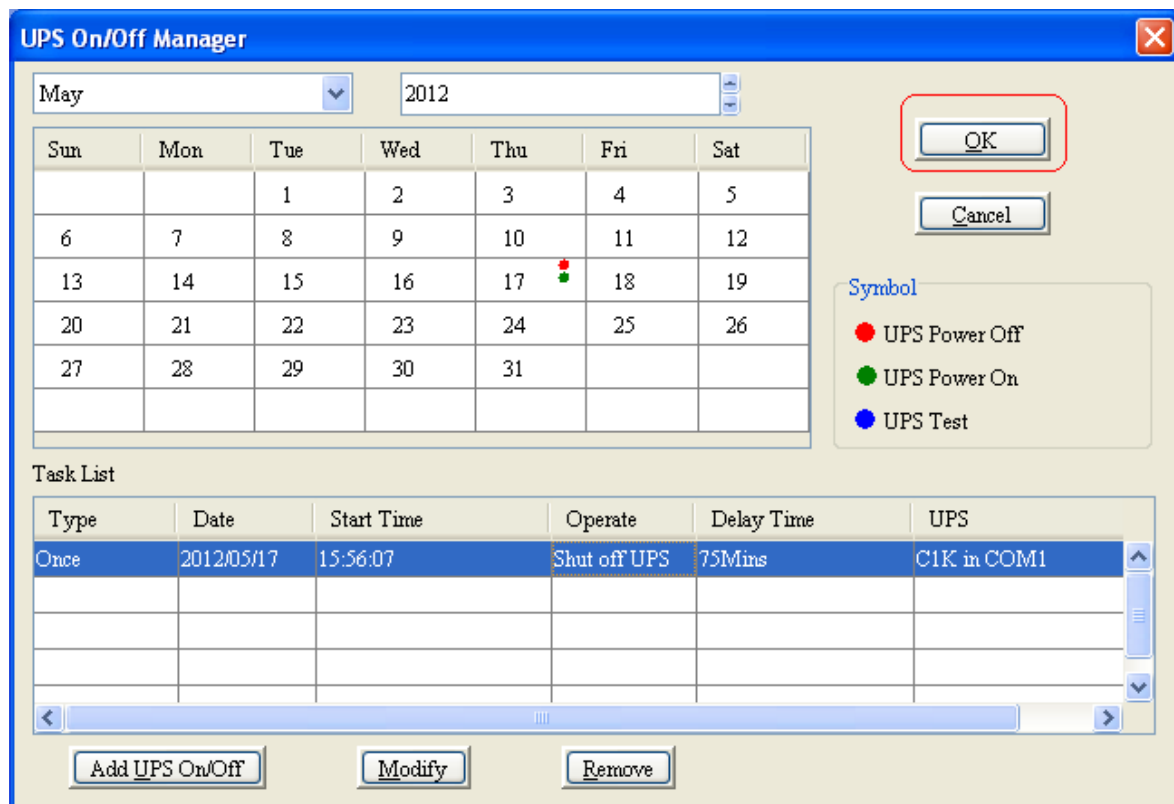 UPS On/Off Manager
May 2012
Sun Mon Tue Wed Thu Fri Sat
1 2 3 4 5
6 7 8 9 10 11 12
13 14 15 16 17 18 19
20 21 22 23 24 25 26
27 28 29 30 31
OK
Cancel
Symbol
UPS Power Off
UPS Power On
UPS Test
Task List
Type Date Start Time Operate Delay Time UPS
Once 2012/05/17 15:56:07 Shut off UPS 75Mins C1K in COM1
Add UPS On/Off Modify Remove